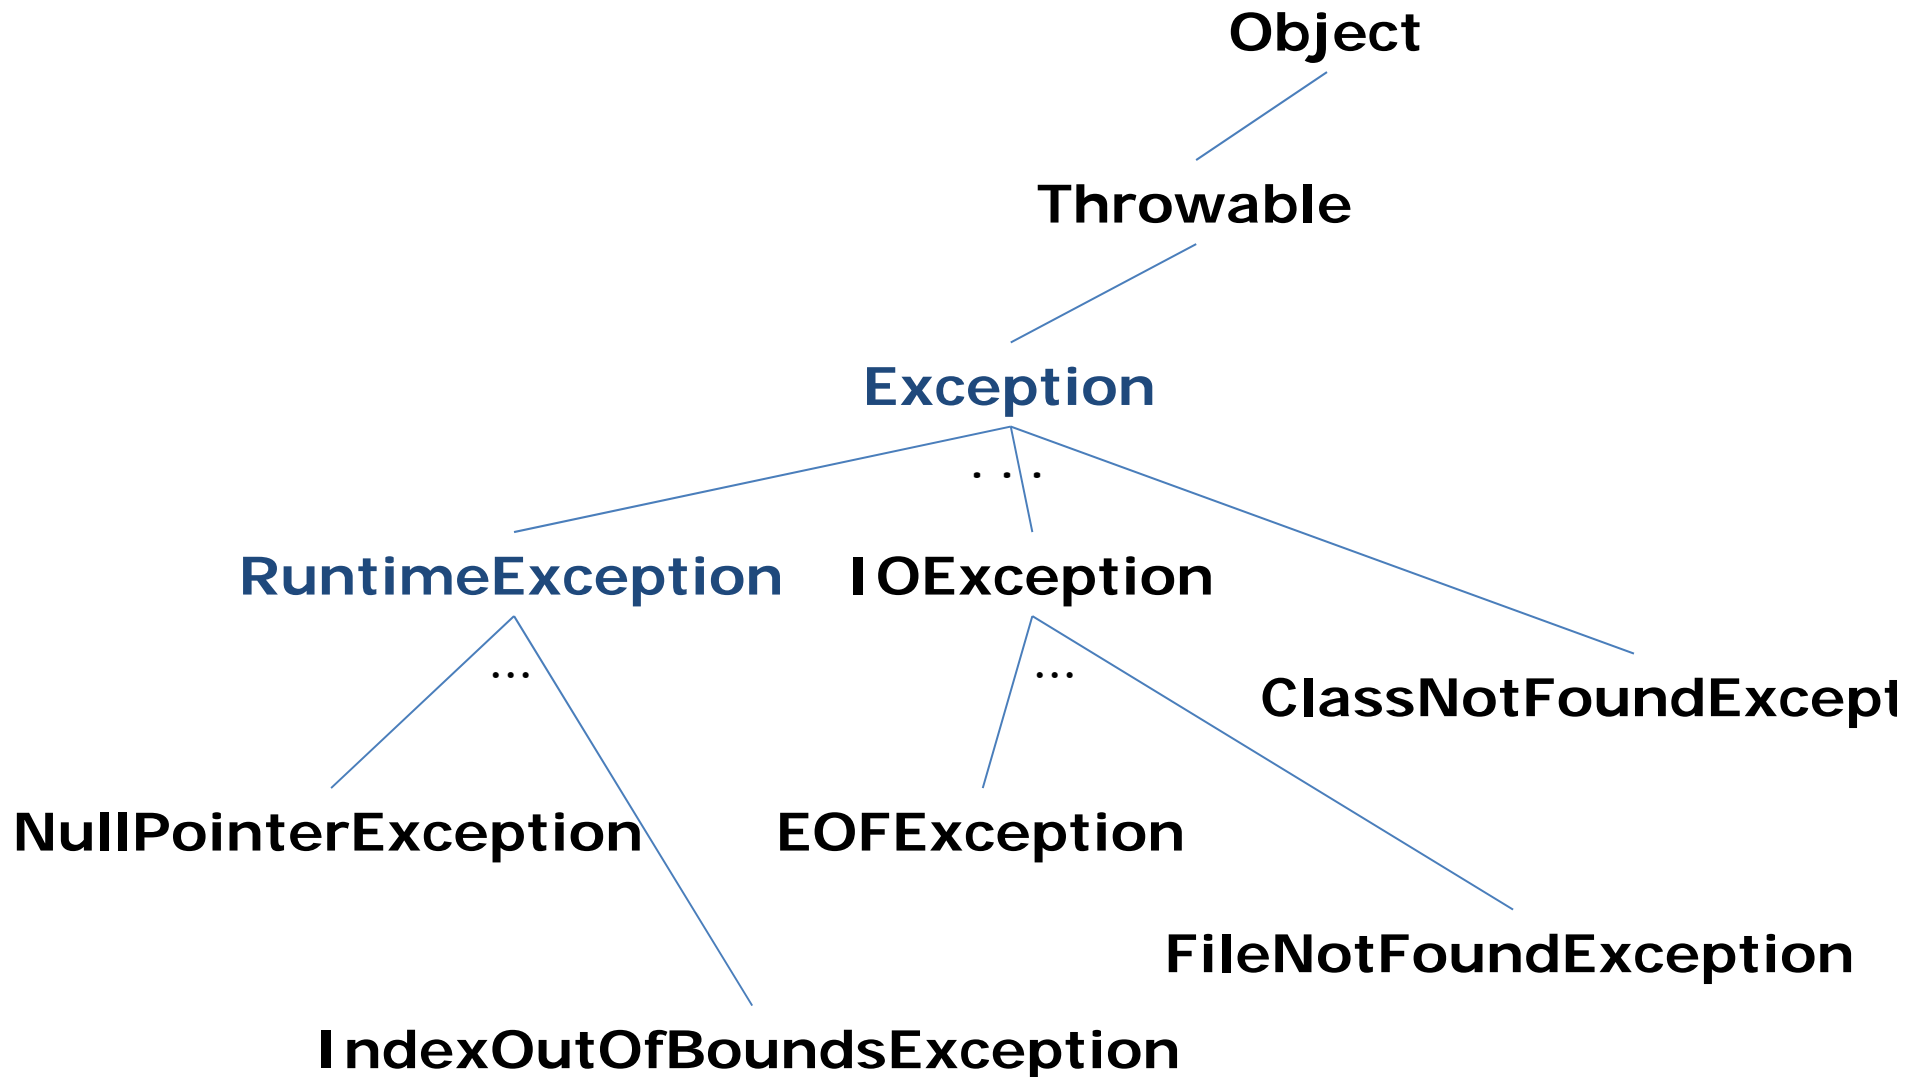 Object
Throwable
Exception
. . .
RuntimeException
IOException
...
...
ClassNotFoundExcept
NullPointerException
EOFException
FileNotFoundException
IndexOutOfBoundsException